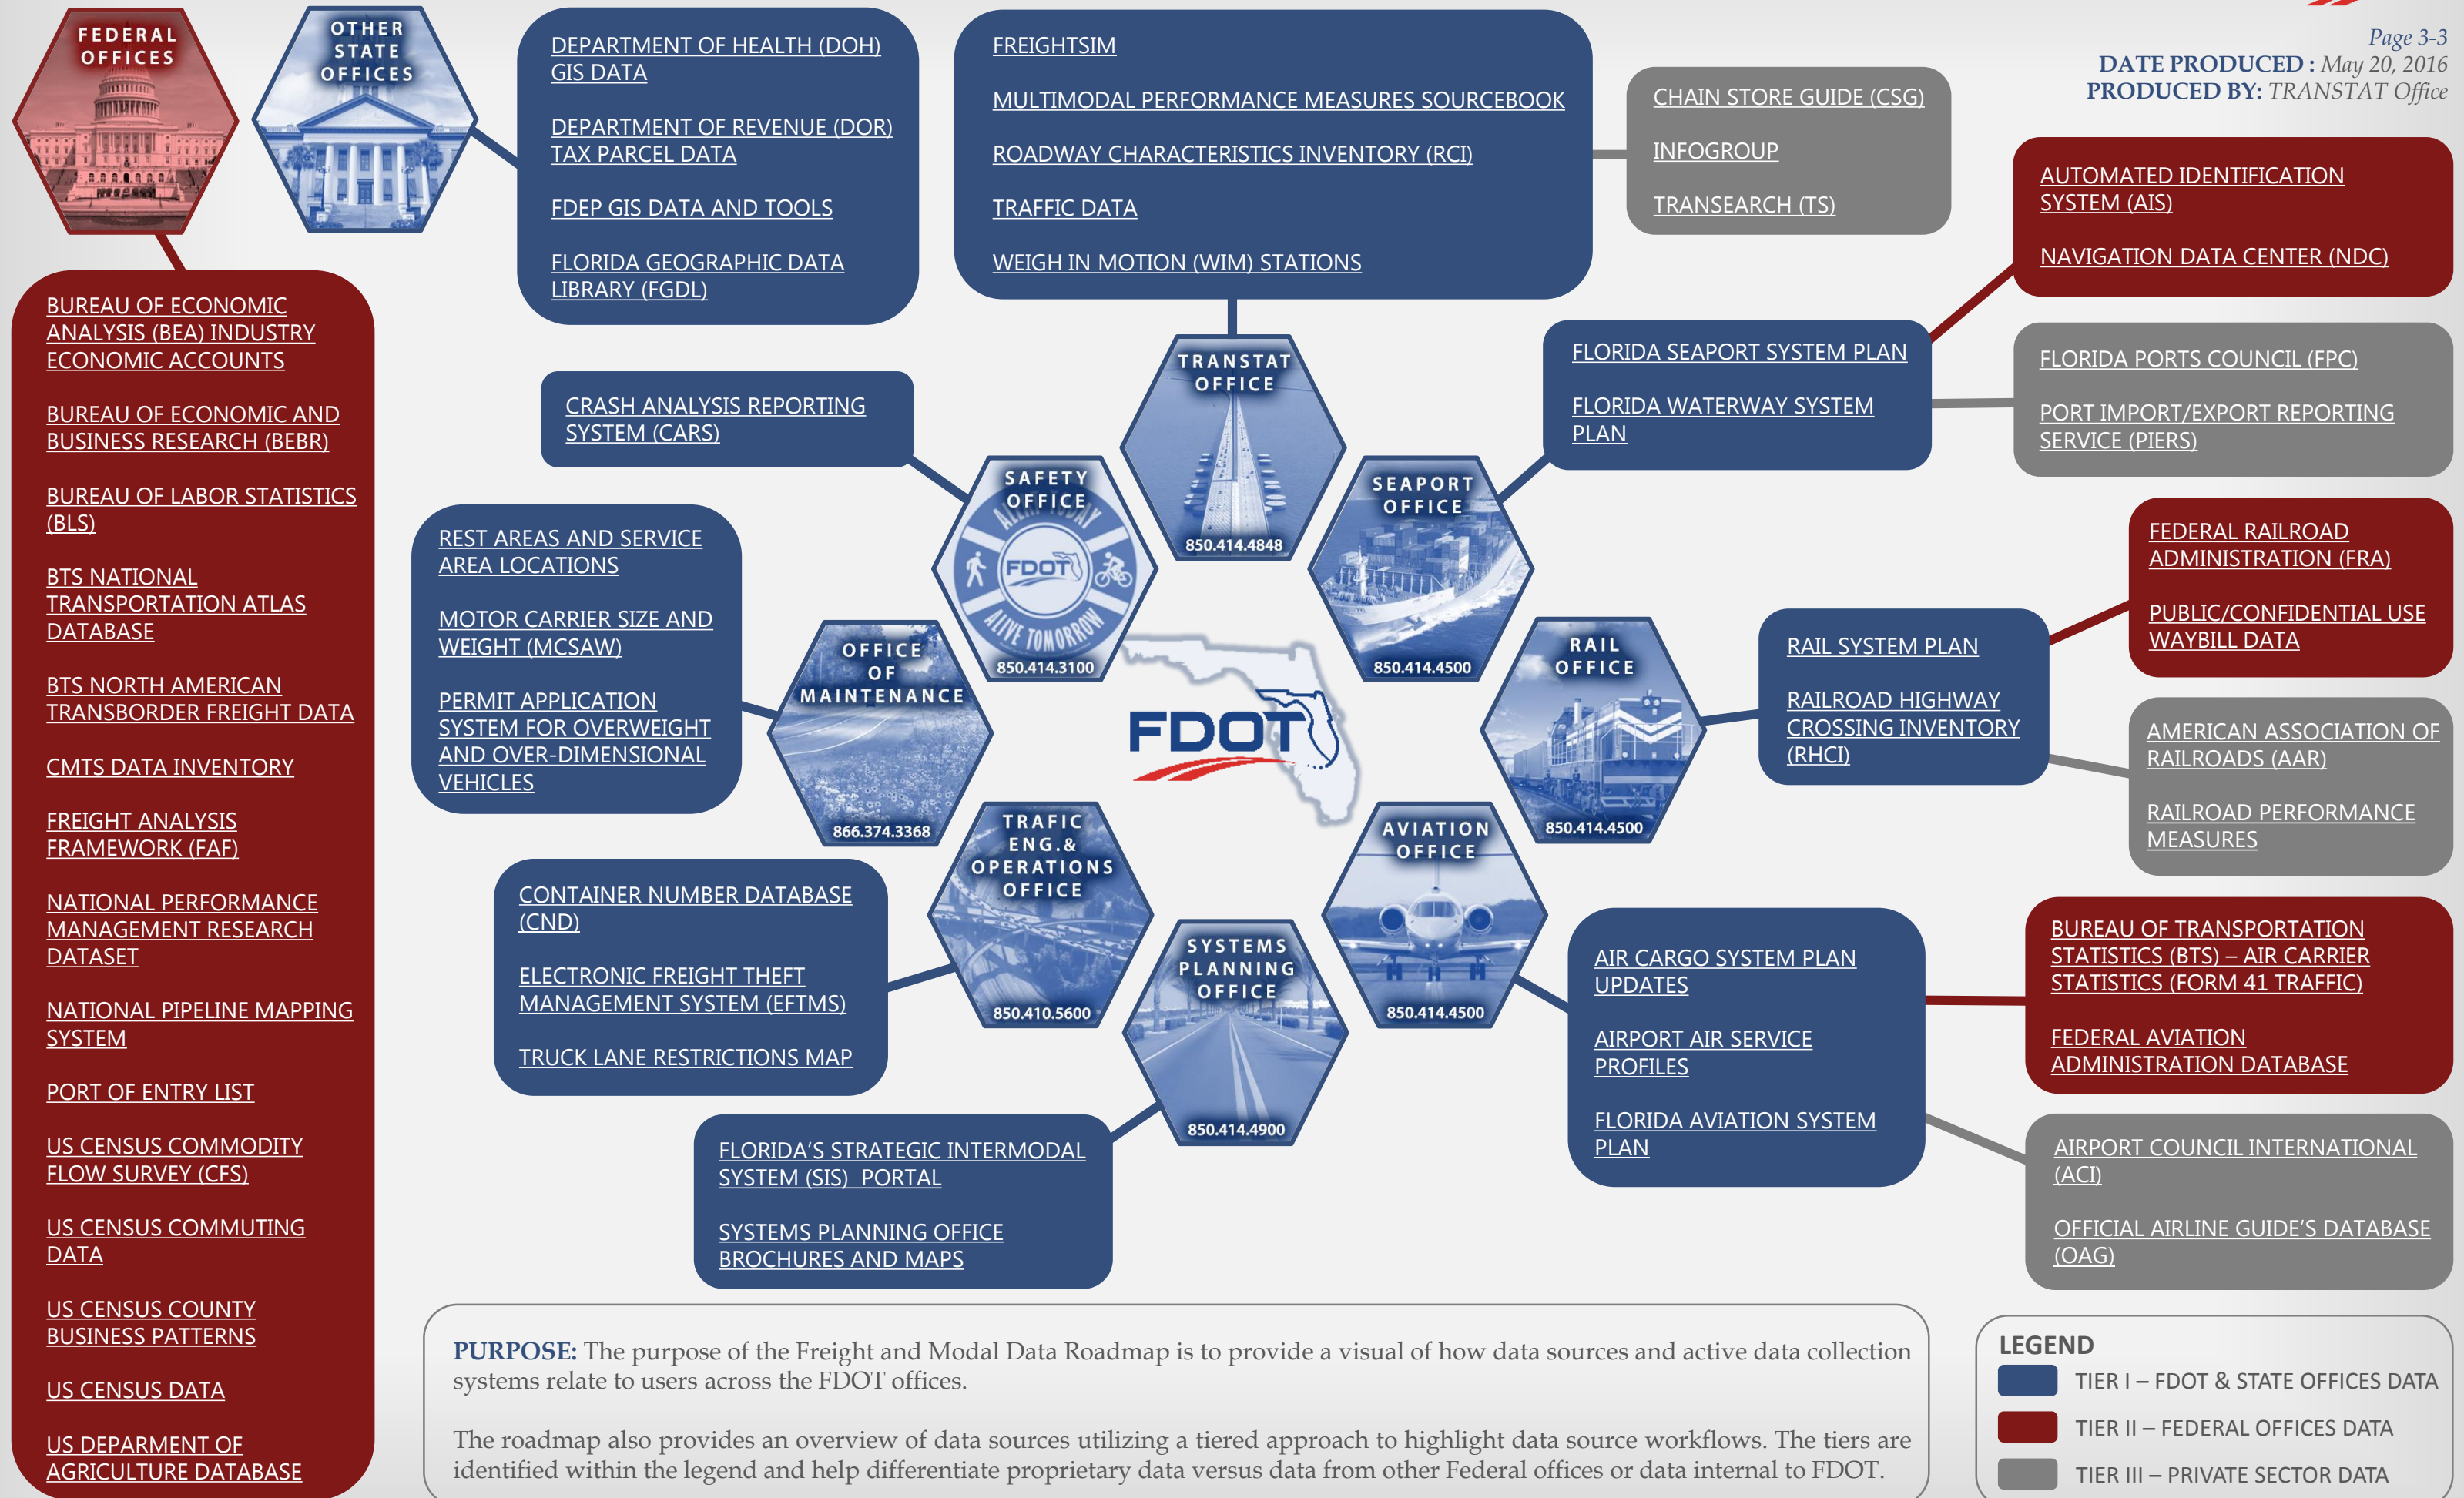 FEDERAL
OFFICES
OTHER
STATE
OFFICES
DEPARTMENT OF HEALTH (DOH)
GIS DATA
DEPARTMENT OF REVENUE (DOR)
TAX PARCEL DATA
FDEP GIS DATA AND TOOLS
FLORIDA GEOGRAPHIC DATA
LIBRARY (FGDL)
FREIGHTSIM
MULTIMODAL PERFORMANCE MEASURES SOURCEBOOK
ROADWAY CHARACTERISTICS INVENTORY (RCI)
TRAFFIC DATA
WEIGH IN MOTION (WIM) STATIONS
CHAIN STORE GUIDE (CSG)
INFOGROUP
TRANSEARCH (TS)
Page 3-3
DATE PRODUCED : May 20, 2016
PRODUCED BY: TRANSTAT Office
AUTOMATED IDENTIFICATION
SYSTEM (AIS)
NAVIGATION DATA CENTER (NDC)
BUREAU OF ECONOMIC
ANALYSIS (BEA) INDUSTRY
ECONOMIC ACCOUNTS
BUREAU OF ECONOMIC AND
BUSINESS RESEARCH (BEBR)
BUREAU OF LABOR STATISTICS
(BLS)
BTS NATIONAL
TRANSPORTATION ATLAS
DATABASE
BTS NORTH AMERICAN
TRANSBORDER FREIGHT DATA
CMTS DATA INVENTORY
FREIGHT ANALYSIS
FRAMEWORK (FAF)
NATIONAL PERFORMANCE
MANAGEMENT RESEARCH
DATASET
NATIONAL PIPELINE MAPPING
SYSTEM
PORT OF ENTRY LIST
US CENSUS COMMODITY
FLOW SURVEY (CFS)
US CENSUS COMMUTING
DATA
US CENSUS COUNTY
BUSINESS PATTERNS
US CENSUS DATA
US DEPARMENT OF
AGRICULTURE DATABASE
CRASH ANALYSIS REPORTING
SYSTEM (CARS)
TRANSTAT
OFFICE
850.414.4848
FLORIDA SEAPORT SYSTEM PLAN
FLORIDA WATERWAY SYSTEM
PLAN
FLORIDA PORTS COUNCIL (FPC)
PORT IMPORT/EXPORT REPORTING
SERVICE (PIERS)
SAFETY
OFFICE
ALERT TODAY
FDOT
ALIVE TOMORROW
850.414.3100
SEAPORT
OFFICE
850.414.4500
REST AREAS AND SERVICE
AREA LOCATIONS
MOTOR CARRIER SIZE AND
WEIGHT (MCSAW)
PERMIT APPLICATION
SYSTEM FOR OVERWEIGHT
AND OVER-DIMENSIONAL
VEHICLES
OFFICE
OF
MAINTENANCE
866.374.3368
FDOT
RAIL
OFFICE
850.414.4500
RAIL SYSTEM PLAN
RAILROAD HIGHWAY
CROSSING INVENTORY
(RHCI)
FEDERAL RAILROAD
ADMINISTRATION (FRA)
PUBLIC/CONFIDENTIAL USE
WAYBILL DATA
AMERICAN ASSOCIATION OF
RAILROADS (AAR)
RAILROAD PERFORMANCE
MEASURES
TRAFIC
ENG.&
OPERATIONS
OFFICE
850.410.5600
AVIATION
OFFICE
850.414.4500
CONTAINER NUMBER DATABASE
(CND)
ELECTRONIC FREIGHT THEFT
MANAGEMENT SYSTEM (EFTMS)
TRUCK LANE RESTRICTIONS MAP
SYSTEMS
PLANNING
OFFICE
850.414.4900
AIR CARGO SYSTEM PLAN
UPDATES
AIRPORT AIR SERVICE
PROFILES
FLORIDA AVIATION SYSTEM
PLAN
BUREAU OF TRANSPORTATION
STATISTICS (BTS) – AIR CARRIER
STATISTICS (FORM 41 TRAFFIC)
FEDERAL AVIATION
ADMINISTRATION DATABASE
AIRPORT COUNCIL INTERNATIONAL
(ACI)
OFFICIAL AIRLINE GUIDE'S DATABASE
(OAG)
FLORIDA'S STRATEGIC INTERMODAL
SYSTEM (SIS) PORTAL
SYSTEMS PLANNING OFFICE
BROCHURES AND MAPS
PURPOSE: The purpose of the Freight and Modal Data Roadmap is to provide a visual of how data sources and active data collection
systems relate to users across the FDOT offices.
The roadmap also provides an overview of data sources utilizing a tiered approach to highlight data source workflows. The tiers are
identified within the legend and help differentiate proprietary data versus data from other Federal offices or data internal to FDOT.
LEGEND
TIER I – FDOT & STATE OFFICES DATA
TIER II – FEDERAL OFFICES DATA
TIER III – PRIVATE SECTOR DATA